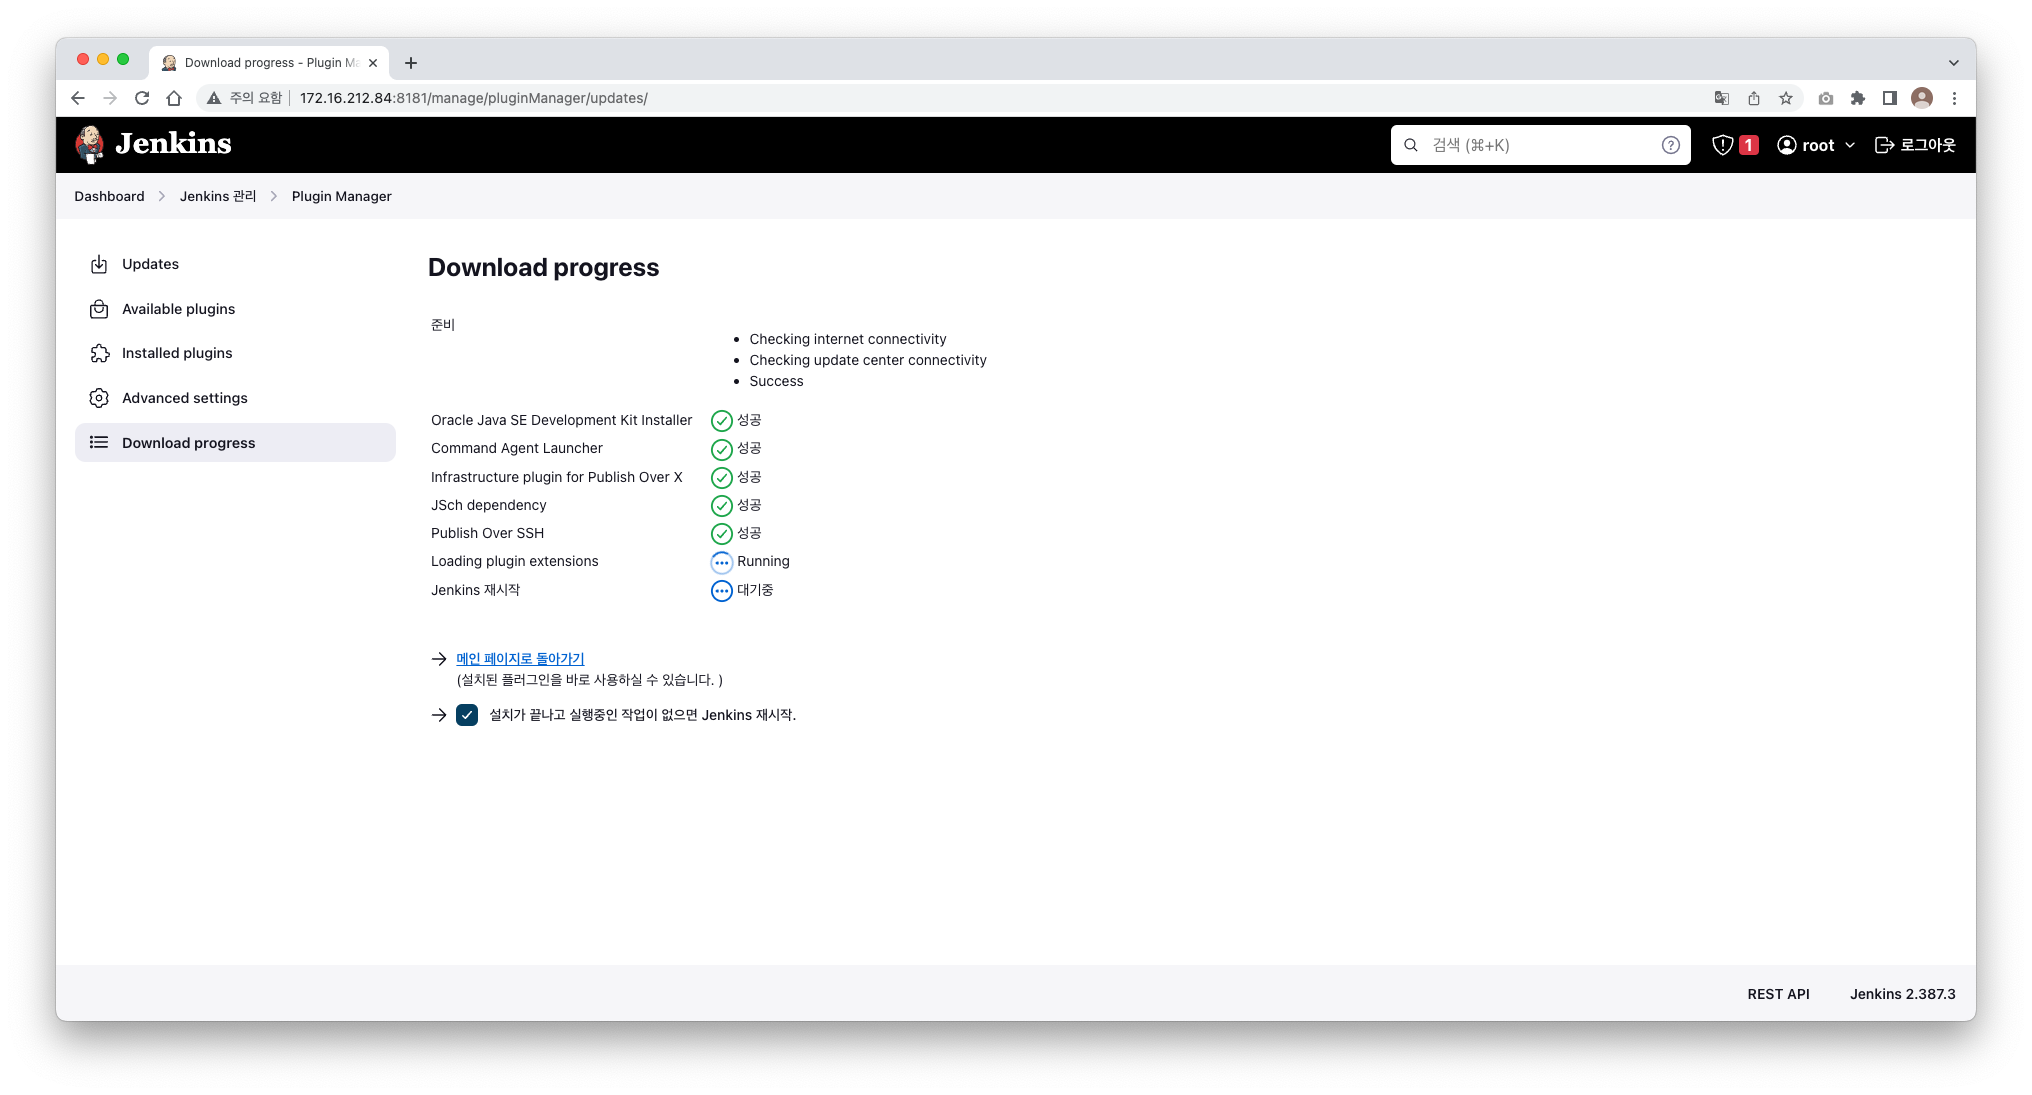 Download progress - Plugin Ma
주의 요함 172.16.212.84:8181/manage/pluginManager/updates/
Jenkins
검색 (⌘+K)
1
root
로그아웃
Dashboard
Jenkins 관리
Plugin Manager
Updates
Available plugins
Installed plugins
Advanced settings
Download progress
Download progress
준비
Checking internet connectivity
Checking update center connectivity
Success
Oracle Java SE Development Kit Installer 성공
Command Agent Launcher 성공
Infrastructure plugin for Publish Over X 성공
JSch dependency 성공
Publish Over SSH 성공
Loading plugin extensions Running
Jenkins 재시작 대기중
메인 페이지로 돌아가기
(설치된 플러그인을 바로 사용하실 수 있습니다. )
설치가 끝나고 실행중인 작업이 없으면 Jenkins 재시작.
REST API
Jenkins 2.387.3